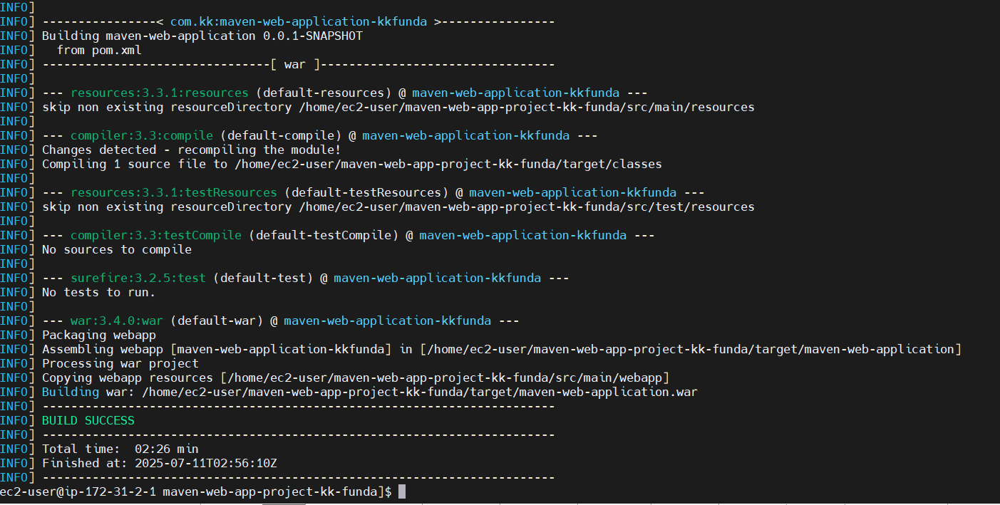 INFO]
INFO] ----------------< com.kk:maven-web-application-kkfunda >----------------
INFO] Building maven-web-application 0.0.1-SNAPSHOT
INFO]   from pom.xml
INFO] --------------------------------[ war ]---------------------------------
INFO]
INFO] --- resources:3.3.1:resources (default-resources) @ maven-web-application-kkfunda ---
INFO] skip non existing resourceDirectory /home/ec2-user/maven-web-app-project-kk-funda/src/main/resources
INFO]
INFO] --- compiler:3.3:compile (default-compile) @ maven-web-application-kkfunda ---
INFO] Changes detected - recompiling the module!
INFO] Compiling 1 source file to /home/ec2-user/maven-web-app-project-kk-funda/target/classes
INFO]
INFO] --- resources:3.3.1:testResources (default-testResources) @ maven-web-application-kkfunda ---
INFO] skip non existing resourceDirectory /home/ec2-user/maven-web-app-project-kk-funda/src/test/resources
INFO]
INFO] --- compiler:3.3:testCompile (default-testCompile) @ maven-web-application-kkfunda ---
INFO] No sources to compile
INFO]
INFO] --- surefire:3.2.5:test (default-test) @ maven-web-application-kkfunda ---
INFO] No tests to run.
INFO]
INFO] --- war:3.4.0:war (default-war) @ maven-web-application-kkfunda ---
INFO] Packaging webapp
INFO] Assembling webapp [maven-web-application-kkfunda] in [/home/ec2-user/maven-web-app-project-kk-funda/target/maven-web-application]
INFO] Processing war project
INFO] Copying webapp resources [/home/ec2-user/maven-web-app-project-kk-funda/src/main/webapp]
INFO] Building war: /home/ec2-user/maven-web-app-project-kk-funda/target/maven-web-application.war
INFO] ------------------------------------------------------------------------
INFO] BUILD SUCCESS
INFO] ------------------------------------------------------------------------
INFO] Total time:  02:26 min
INFO] Finished at: 2025-07-11T02:56:10Z
INFO] ------------------------------------------------------------------------
ec2-user@ip-172-31-2-1 maven-web-app-project-kk-funda]$